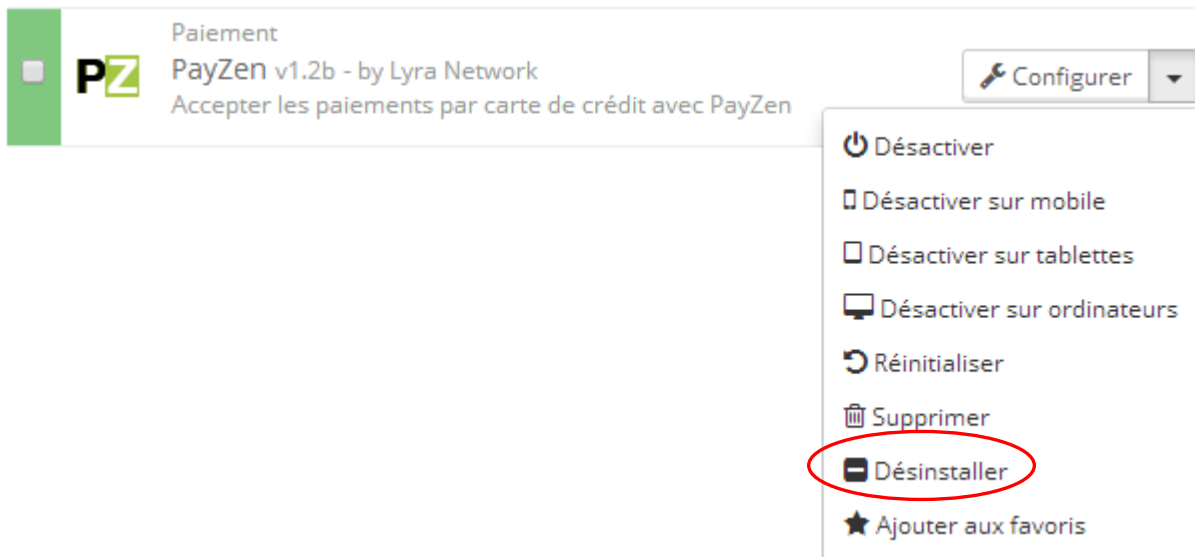 Paiement
PZ PayZen v1.2b - by Lyra Network
Accepter les paiements par carte de crédit avec PayZen
Configurer
Désactiver
Désactiver sur mobile
Désactiver sur tablettes
Désactiver sur ordinateurs
Réinitialiser
Supprimer
Désinstaller
Ajouter aux favoris